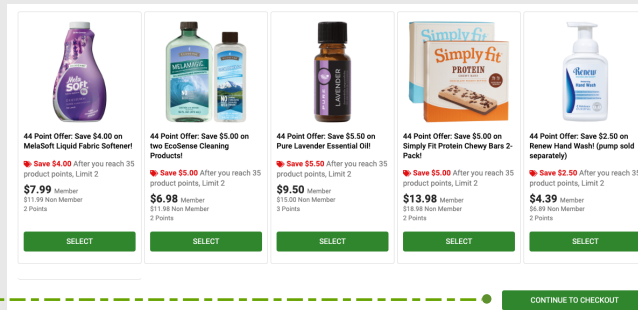 Mela
Soft
MELAMAGIC
NO
PURE
LAVENDER
Simply fit
Simply fit
PROTEIN
Renew
Hand Wash
44 Point Offer: Save $4.00 on
MelaSoft Liquid Fabric Softener!
Save $4.00 After you reach 35
product points, Limit 2
$7.99 Member
$11.99 Non Member
2 Points
SELECT
44 Point Offer: Save $5.00 on
two EcoSense Cleaning
Products!
Save $5.00 After you reach 35
product points, Limit 2
$6.98 Member
$11.98 Non Member
2 Points
SELECT
44 Point Offer: Save $5.50 on
Pure Lavender Essential Oil!
Save $5.50 After you reach 35
product points, Limit 2
$9.50 Member
$15.00 Non Member
3 Points
SELECT
44 Point Offer: Save $5.00 on
Simply Fit Protein Chewy Bars 2-
Pack!
Save $5.00 After you reach 35
product points, Limit 2
$13.98 Member
$18.98 Non Member
2 Points
SELECT
44 Point Offer: Save $2.50 on
Renew Hand Wash! (pump sold
separately)
Save $2.50 After you reach 35
product points, Limit 2
$4.39 Member
$6.89 Non Member
2 Points
SELECT
CONTINUE TO CHECKOUT